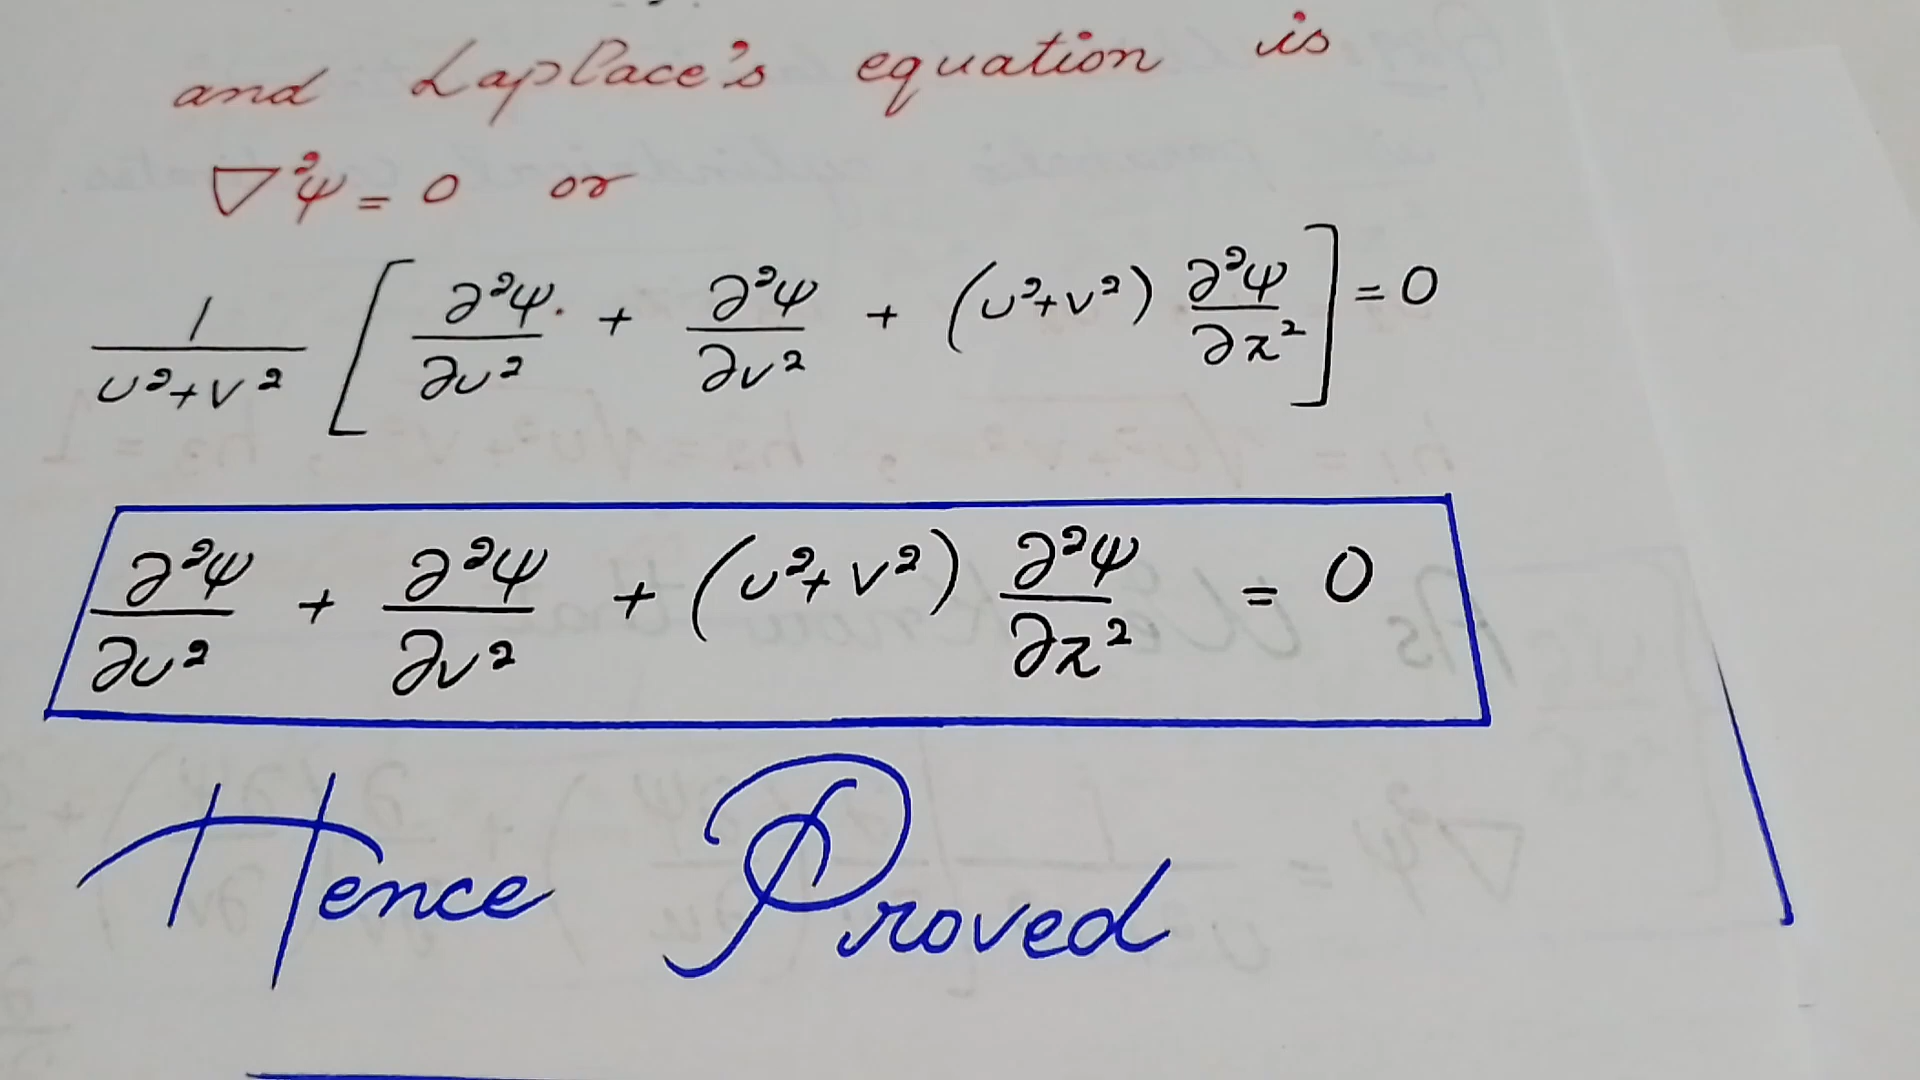 and Laplace's equation is
∇²ψ = 0 or
1/(u²+v²) [∂²ψ/∂u² + ∂²ψ/∂v² + (u²+v²) ∂²ψ/∂z²] = 0
∂²ψ/∂u² + ∂²ψ/∂v² + (u²+v²) ∂²ψ/∂z² = 0
Hence Proved